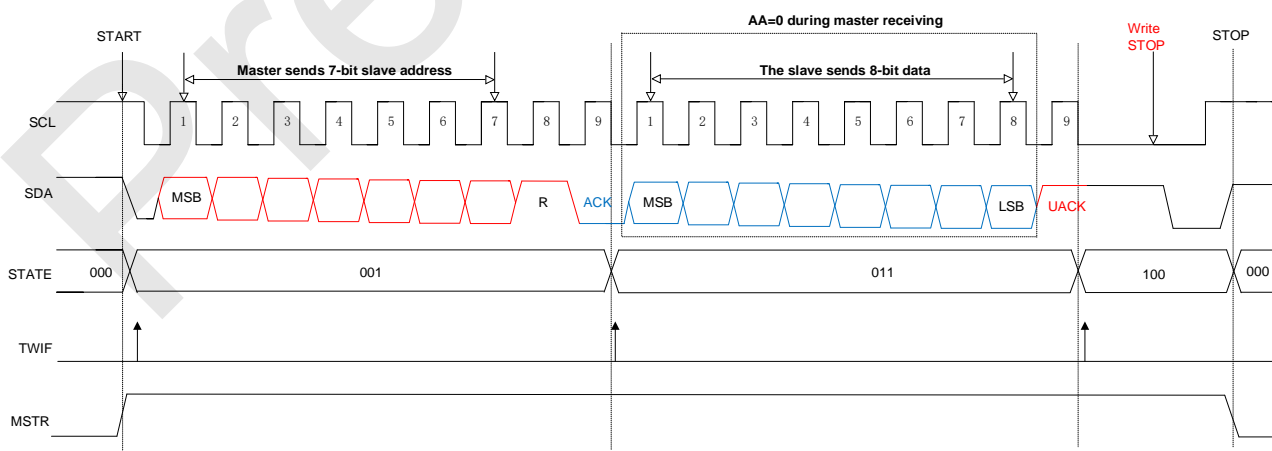 Pre
AA=0 during master receiving
START
Write
STOP
STOP
Master sends 7-bit slave address
The slave sends 8-bit data
SCL
1 2 3 4 5 6 7 8 9 1 2 3 4 5 6 7 8 9
SDA
MSB R ACK MSB LSB UACK
STATE
000 001 011 100 000
TWIF
MSTR